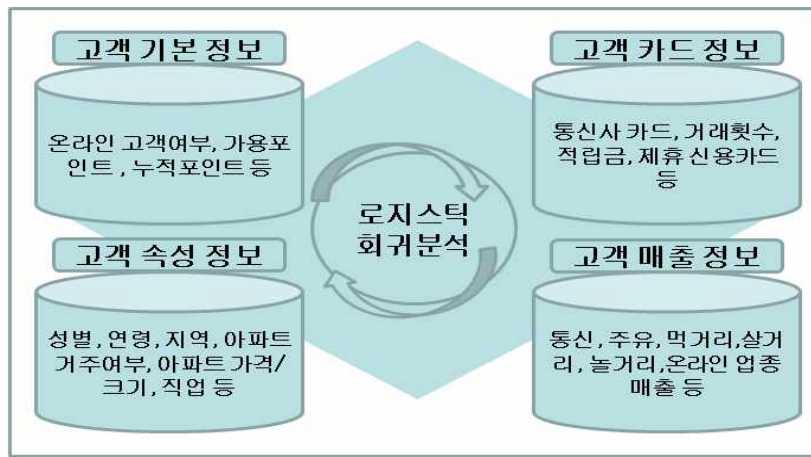 고객 기본 정보
온라인 고객여부, 가용포
인트 , 누적포인트 등
고객 카드 정보
통신사 카드, 거래횟수,
적립금, 제휴 신용카드
등
로지스틱
회귀분석
고객 속성 정보
성별, 연령, 지역, 아파트
거주여부, 아파트 가격/
크기, 직업 등
고객 매출 정보
통신, 주유, 먹거리,살거
리, 놀거리,온라인 업종
매출 등